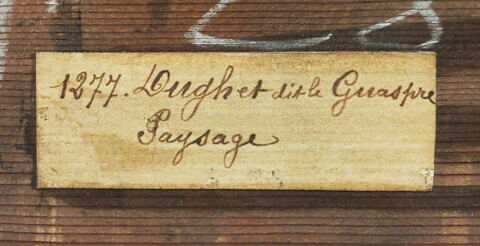 1277. Dughet dit le Guaspre
Paysage